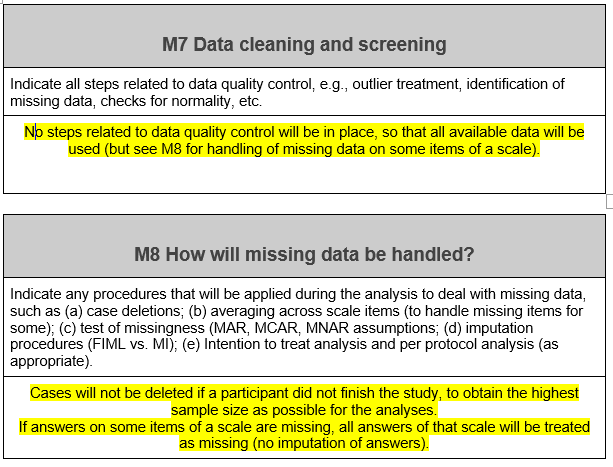 M7 Data cleaning and screening
Indicate all steps related to data quality control, e.g., outlier treatment, identification of
missing data, checks for normality, etc.
No steps related to data quality control will be in place, so that all available data will be
used (but see M8 for handling of missing data on some items of a scale).
M8 How will missing data be handled?
Indicate any procedures that will be applied during the analysis to deal with missing data,
such as (a) case deletions; (b) averaging across scale items (to handle missing items for
some); (c) test of missingness (MAR, MCAR, MNAR assumptions; (d) imputation
procedures (FIML vs. MI); (e) Intention to treat analysis and per protocol analysis (as
appropriate).
Cases will not be deleted if a participant did not finish the study, to obtain the highest
sample size as possible for the analyses.
If answers on some items of a scale are missing, all answers of that scale will be treated
as missing (no imputation of answers).